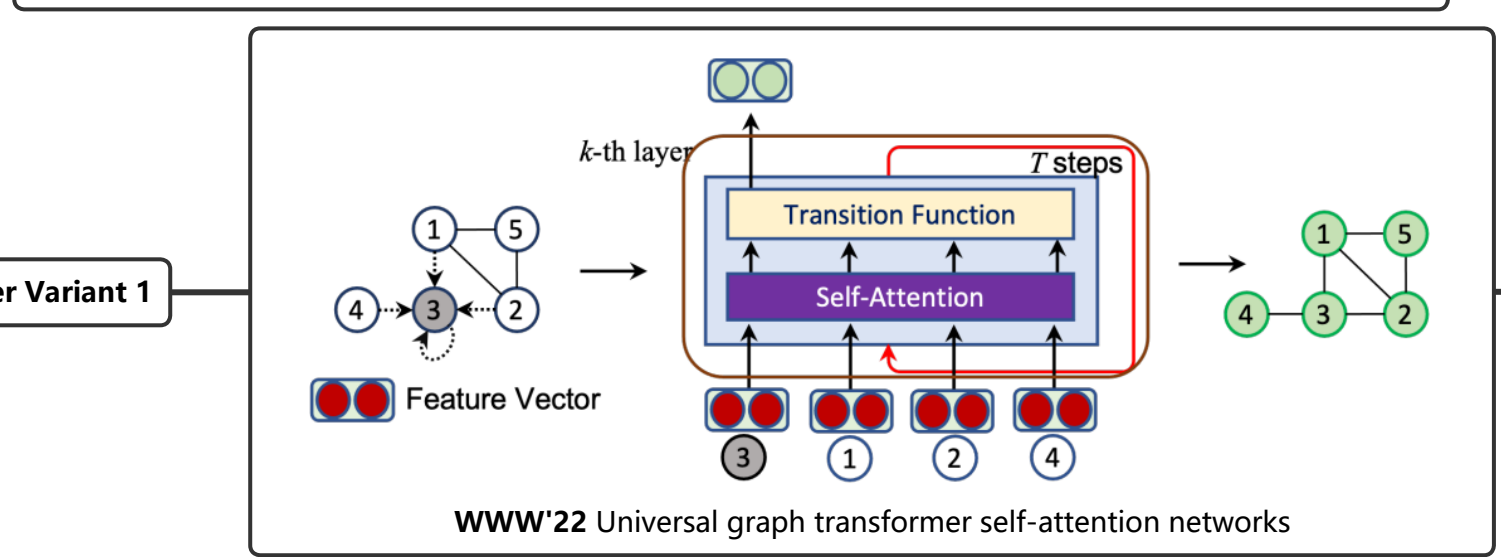 k-th layer
T steps
Transition Function
1 5
4 3 2
Self-Attention
1 5
4 3 2
Feature Vector
3 1 2 4
er Variant 1
WWW'22 Universal graph transformer self-attention networks